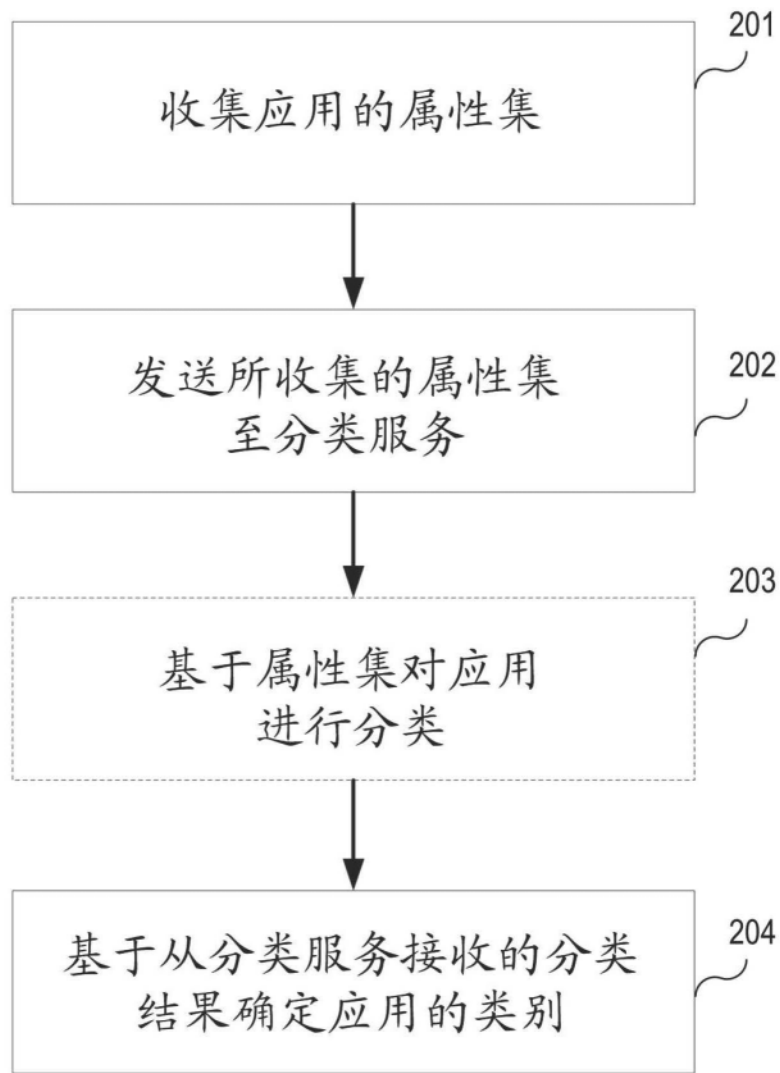 201
收集应用的属性集
发送所收集的属性集
至分类服务
202
203
基于属性集对应用
进行分类
基于从分类服务接收的分类
结果确定应用的类别
204